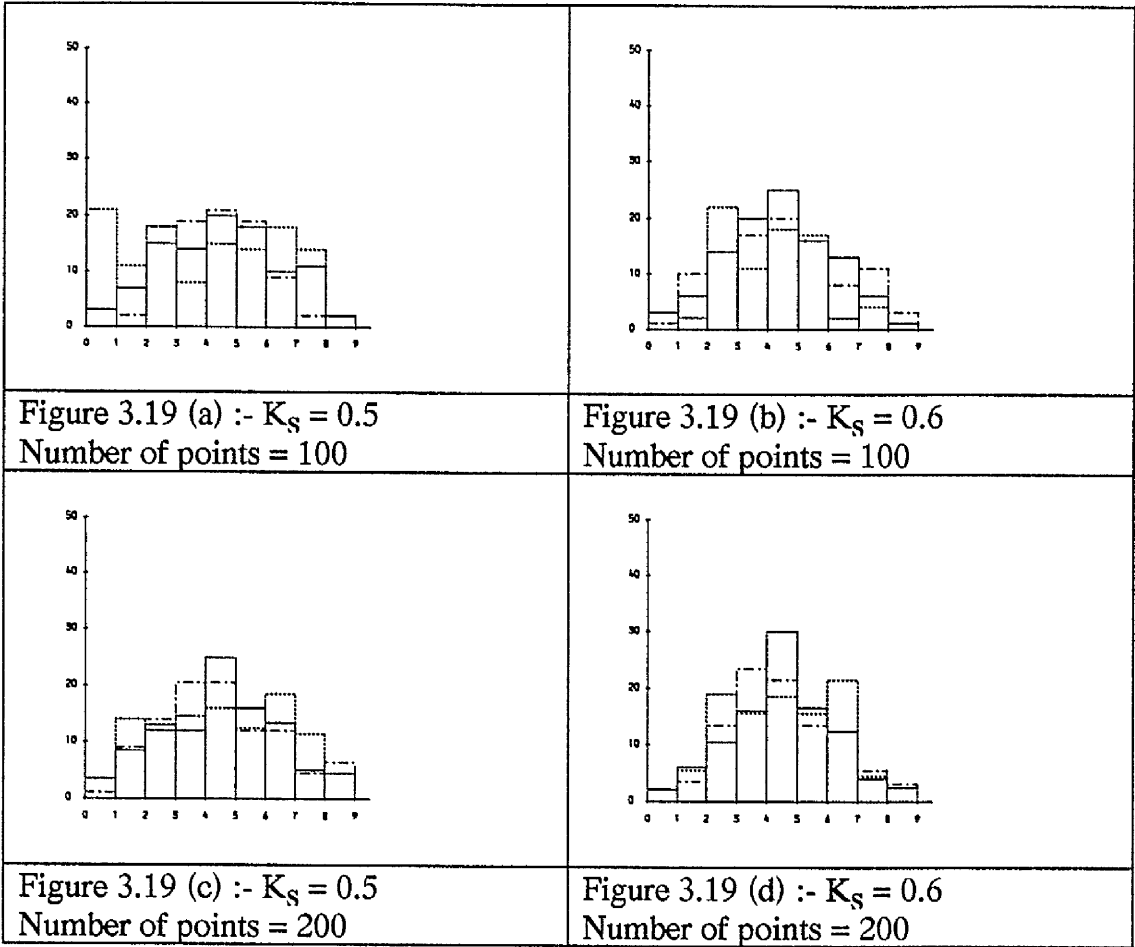 50
40
30
20
10
0
0 1 2 3 4 5 6 7 8 9
50
40
30
20
10
0
0 1 2 3 4 5 6 7 8 9
Figure 3.19 (a) :- KS = 0.5
Number of points = 100
Figure 3.19 (b) :- KS = 0.6
Number of points = 100
50
40
30
20
10
0
0 1 2 3 4 5 6 7 8 9
50
40
30
20
10
0
0 1 2 3 4 5 6 7 8 9
Figure 3.19 (c) :- KS = 0.5
Number of points = 200
Figure 3.19 (d) :- KS = 0.6
Number of points = 200